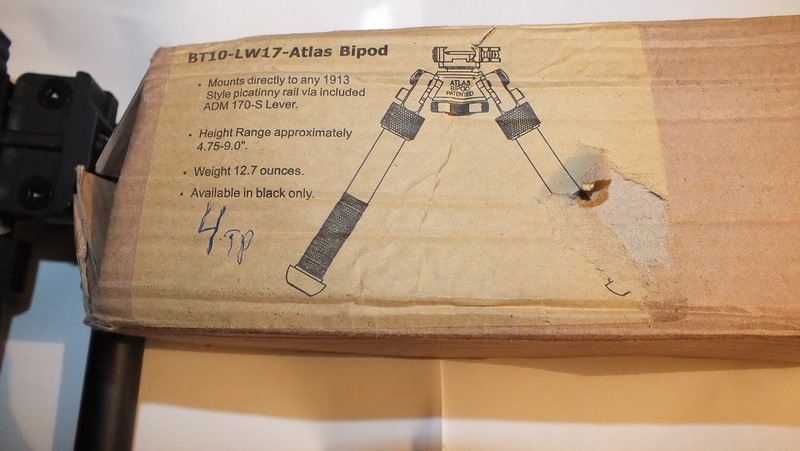 BT10-LW17-Atlas Bipod
• Mounts directly to any 1913
Style picatinny rail via included
ADM 170-S Lever.
• Height Range approximately
4.75-9.0".
• Weight 12.7 ounces.
• Available in black only.
ATLAS
BIPOD
PATENTED
4